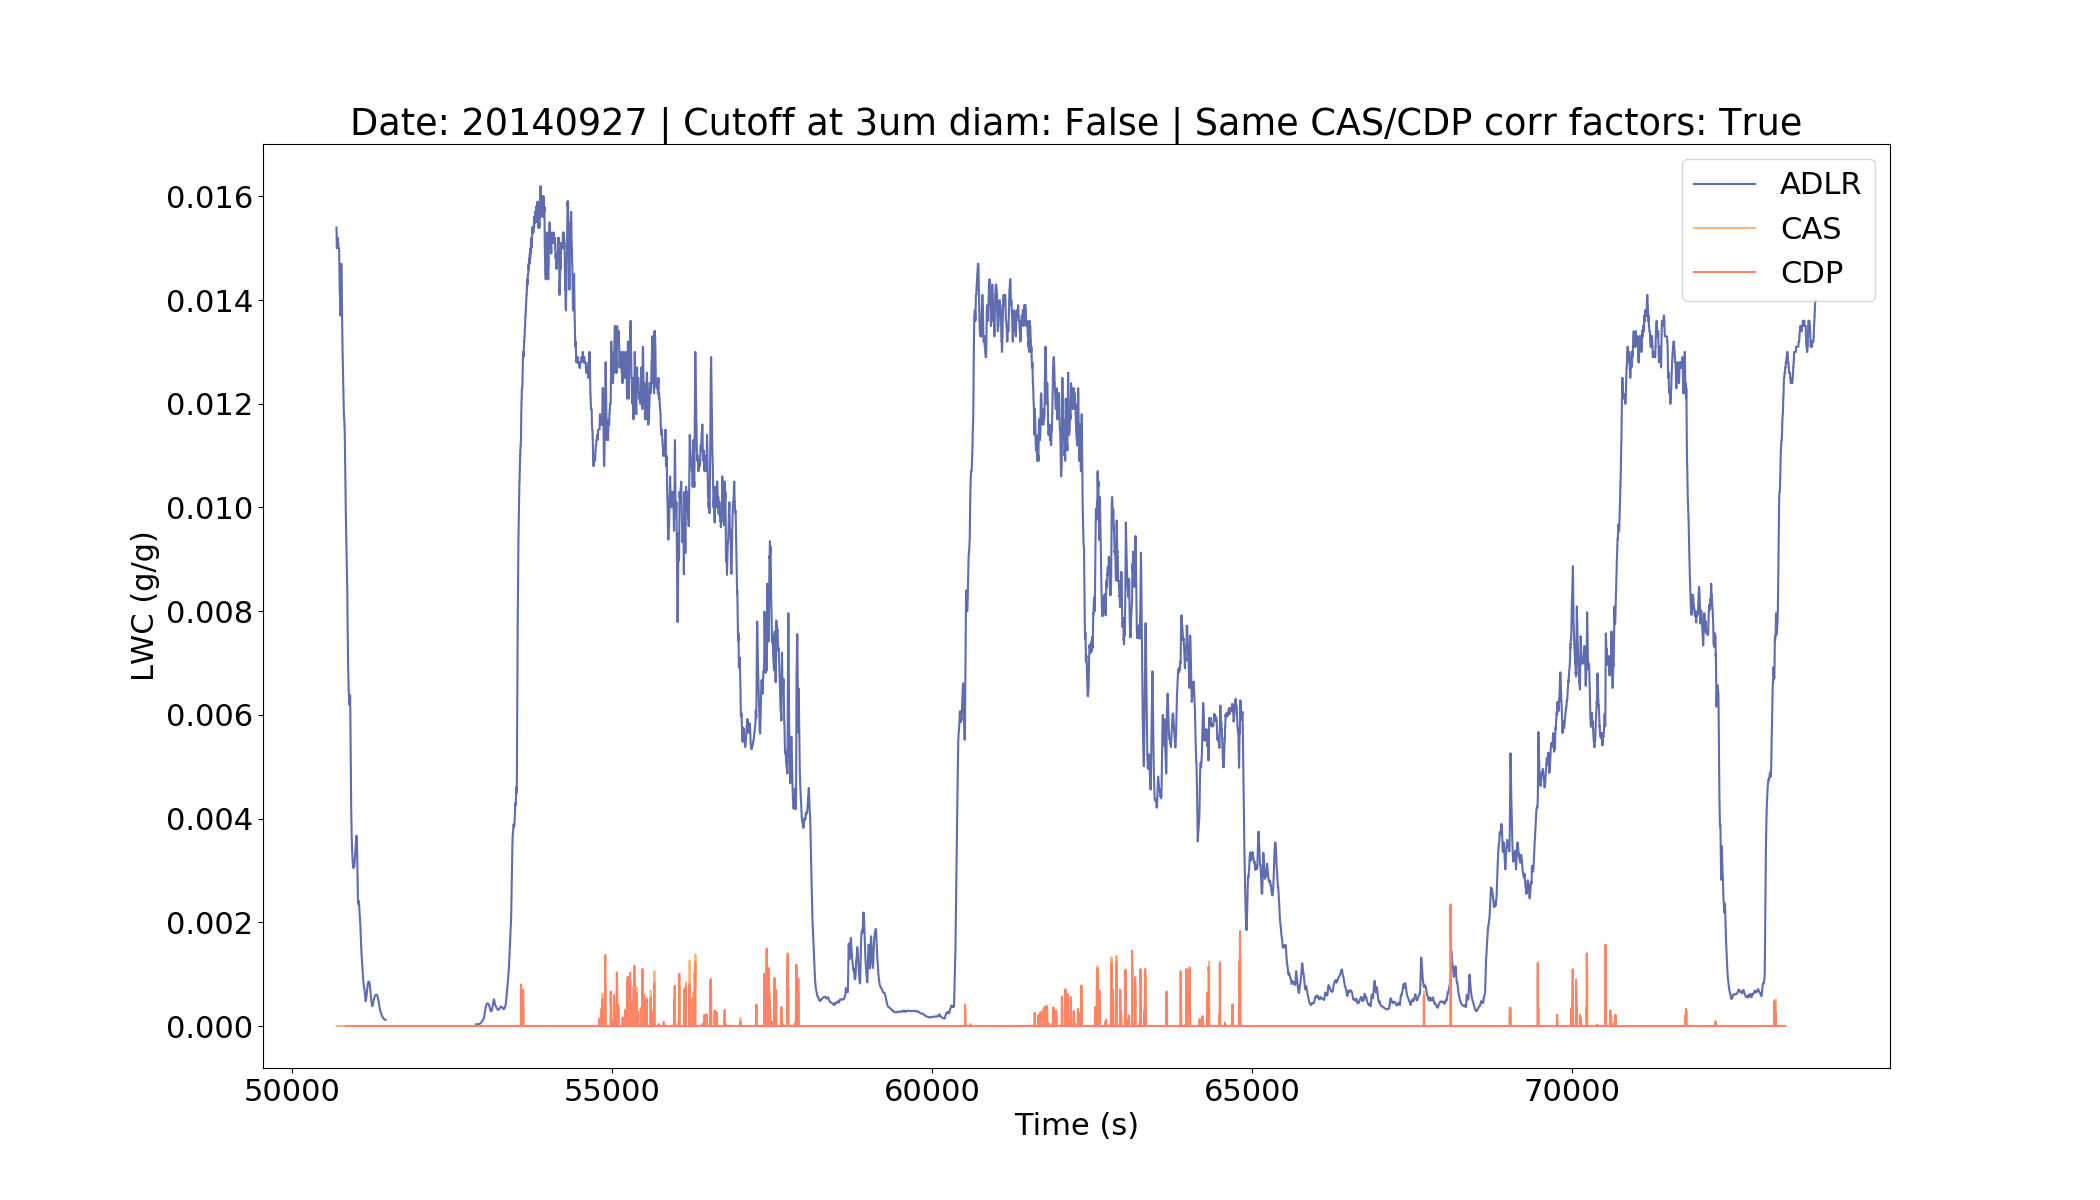 Date: 20140927 | Cutoff at 3um diam: False | Same CAS/CDP corr factors: True
ADLR
CAS
CDP
0.016
0.014
0.012
0.010
0.008
0.006
0.004
0.002
0.000
LWC (g/g)
50000 55000 60000 65000 70000
Time (s)